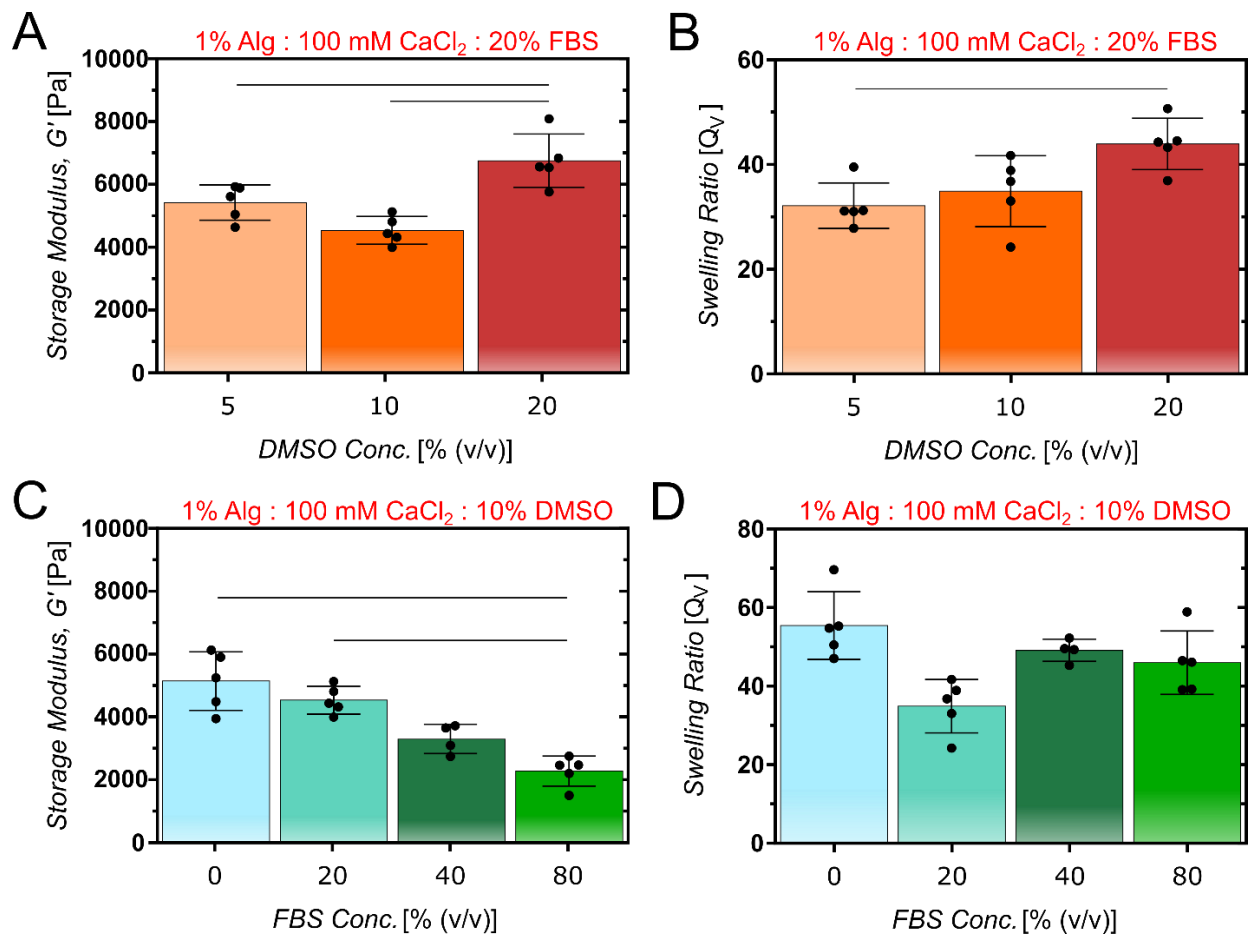 A
1% Alg : 100 mM CaCl₂ : 20% FBS
Storage Modulus, G' [Pa]
10000
8000
6000
4000
2000
0
5 10 20
DMSO Conc. [% (v/v)]
B
1% Alg : 100 mM CaCl₂ : 20% FBS
Swelling Ratio [Qᵥ]
60
40
20
0
5 10 20
DMSO Conc. [% (v/v)]
C
1% Alg : 100 mM CaCl₂ : 10% DMSO
Storage Modulus, G' [Pa]
10000
8000
6000
4000
2000
0
0 20 40 80
FBS Conc. [% (v/v)]
D
1% Alg : 100 mM CaCl₂ : 10% DMSO
Swelling Ratio [Qᵥ]
80
60
40
20
0
0 20 40 80
FBS Conc. [% (v/v)]